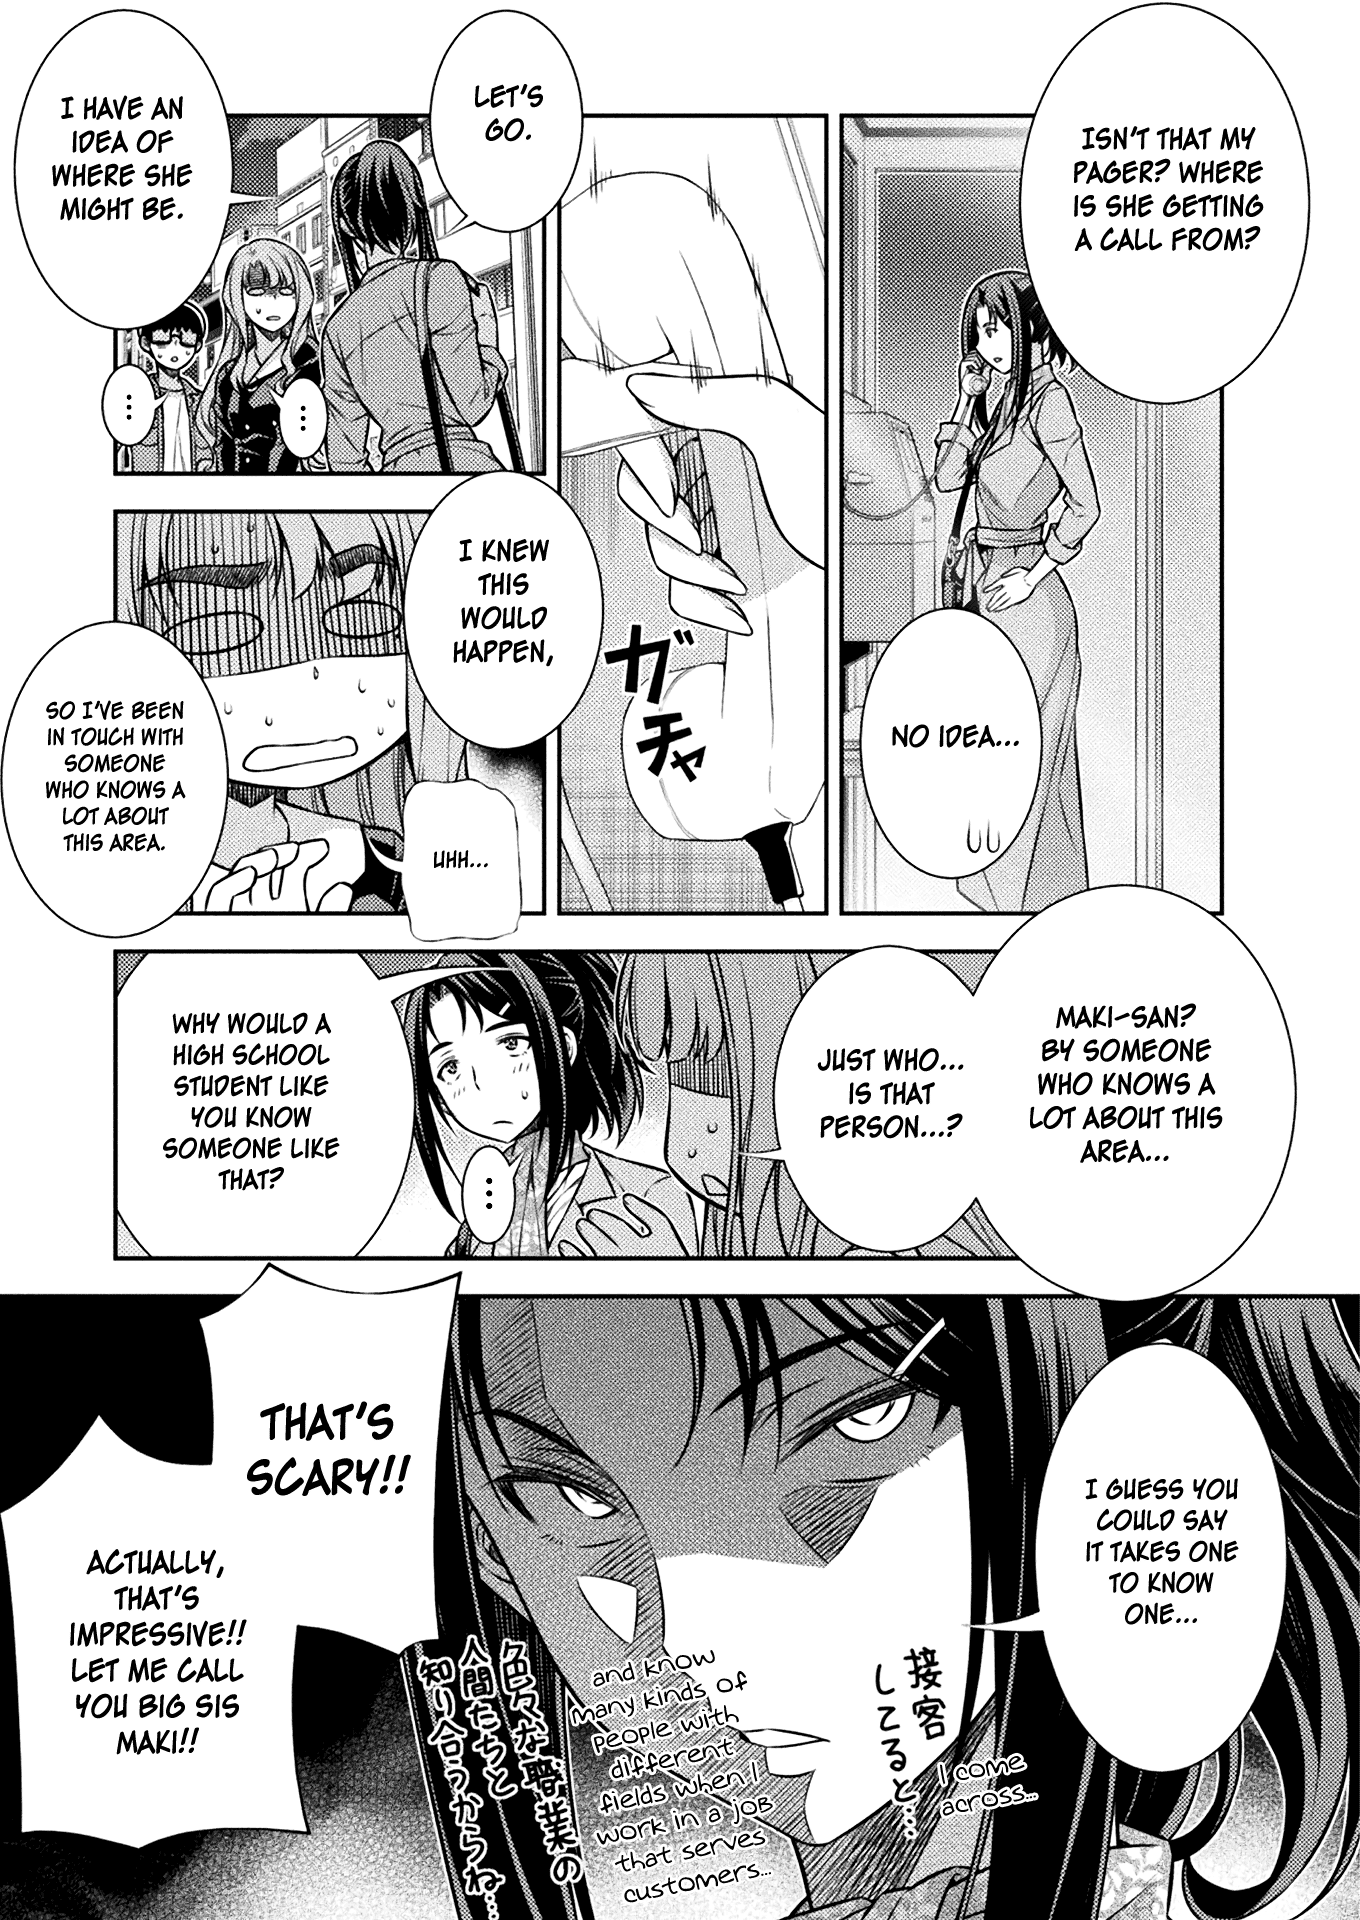 ISN'T THAT MY
PAGER? WHERE
IS SHE GETTING
A CALL FROM?
NO IDEA...
ガチャ
LET'S
GO.
I HAVE AN
IDEA OF
WHERE SHE
MIGHT BE.
...
...
I KNEW
THIS
WOULD
HAPPEN,
SO I'VE BEEN
IN TOUCH WITH
SOMEONE
WHO KNOWS A
LOT ABOUT
THIS AREA.
UHH...
MAKI-SAN?
BY SOMEONE
WHO KNOWS A
LOT ABOUT THIS
AREA...
JUST WHO...
IS THAT
PERSON...?
...
WHY WOULD A
HIGH SCHOOL
STUDENT LIKE
YOU KNOW
SOMEONE LIKE
THAT?
I GUESS YOU
COULD SAY
IT TAKES ONE
TO KNOW
ONE...
接客
してると…
I come
across...
色々な職業の
人間たちと
知り合うからね…
and know
many kinds of
people with
different
fields when I
work in a job
that serves
customers...
THAT'S
SCARY!!
ACTUALLY,
THAT'S
IMPRESSIVE!!
LET ME CALL
YOU BIG SIS
MAKI!!